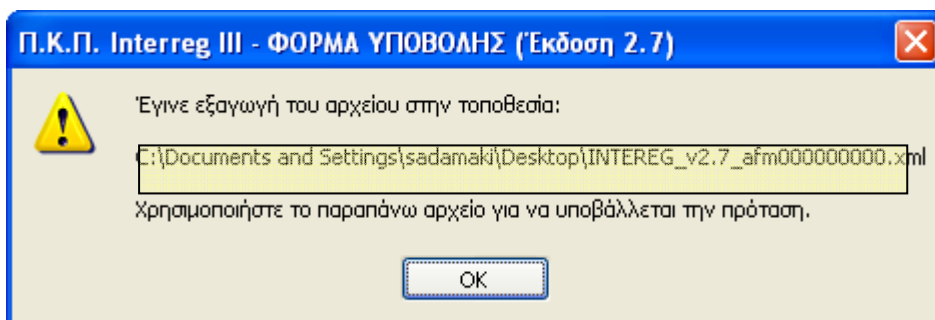 Π.Κ.Π. Interreg III - ΦΟΡΜΑ ΥΠΟΒΟΛΗΣ (Έκδοση 2.7)
Έγινε εξαγωγή του αρχείου στην τοποθεσία:
C:\Documents and Settings\sadamaki\Desktop\INTEREG_v2.7_afm000000000.xml
Χρησιμοποιήστε το παραπάνω αρχείο για να υποβάλλεται την πρόταση.
OK